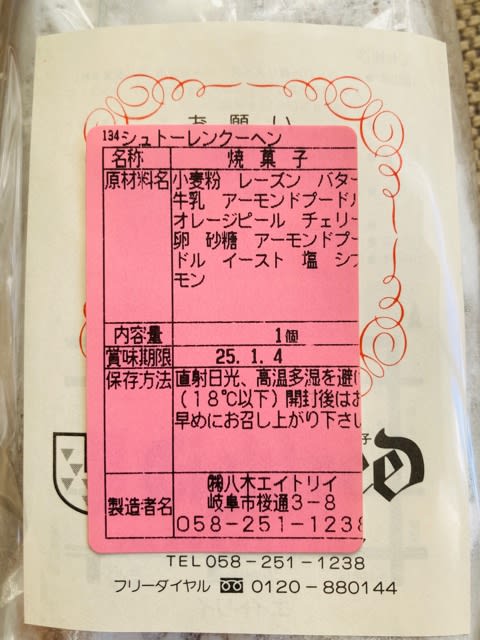 お願い
134シュトーレンクーヘン
名称 焼菓子
原材料名 小麦粉 レーズン バター
牛乳 アーモンドプードル
オレージピール チェリー
卵 砂糖 アーモンドプー
ドル イースト 塩 シナ
モン
内容量 1個
賞味期限 25.1.4
保存方法 直射日光、高温多湿を避け
(18℃以下)開封後はお
早めにお召し上がり下さい
製造者名 ㈱八木エイトリイ
岐阜市桜通3-8
058-251-1238
TEL 058-251-1238
フリーダイヤル 0120-880144